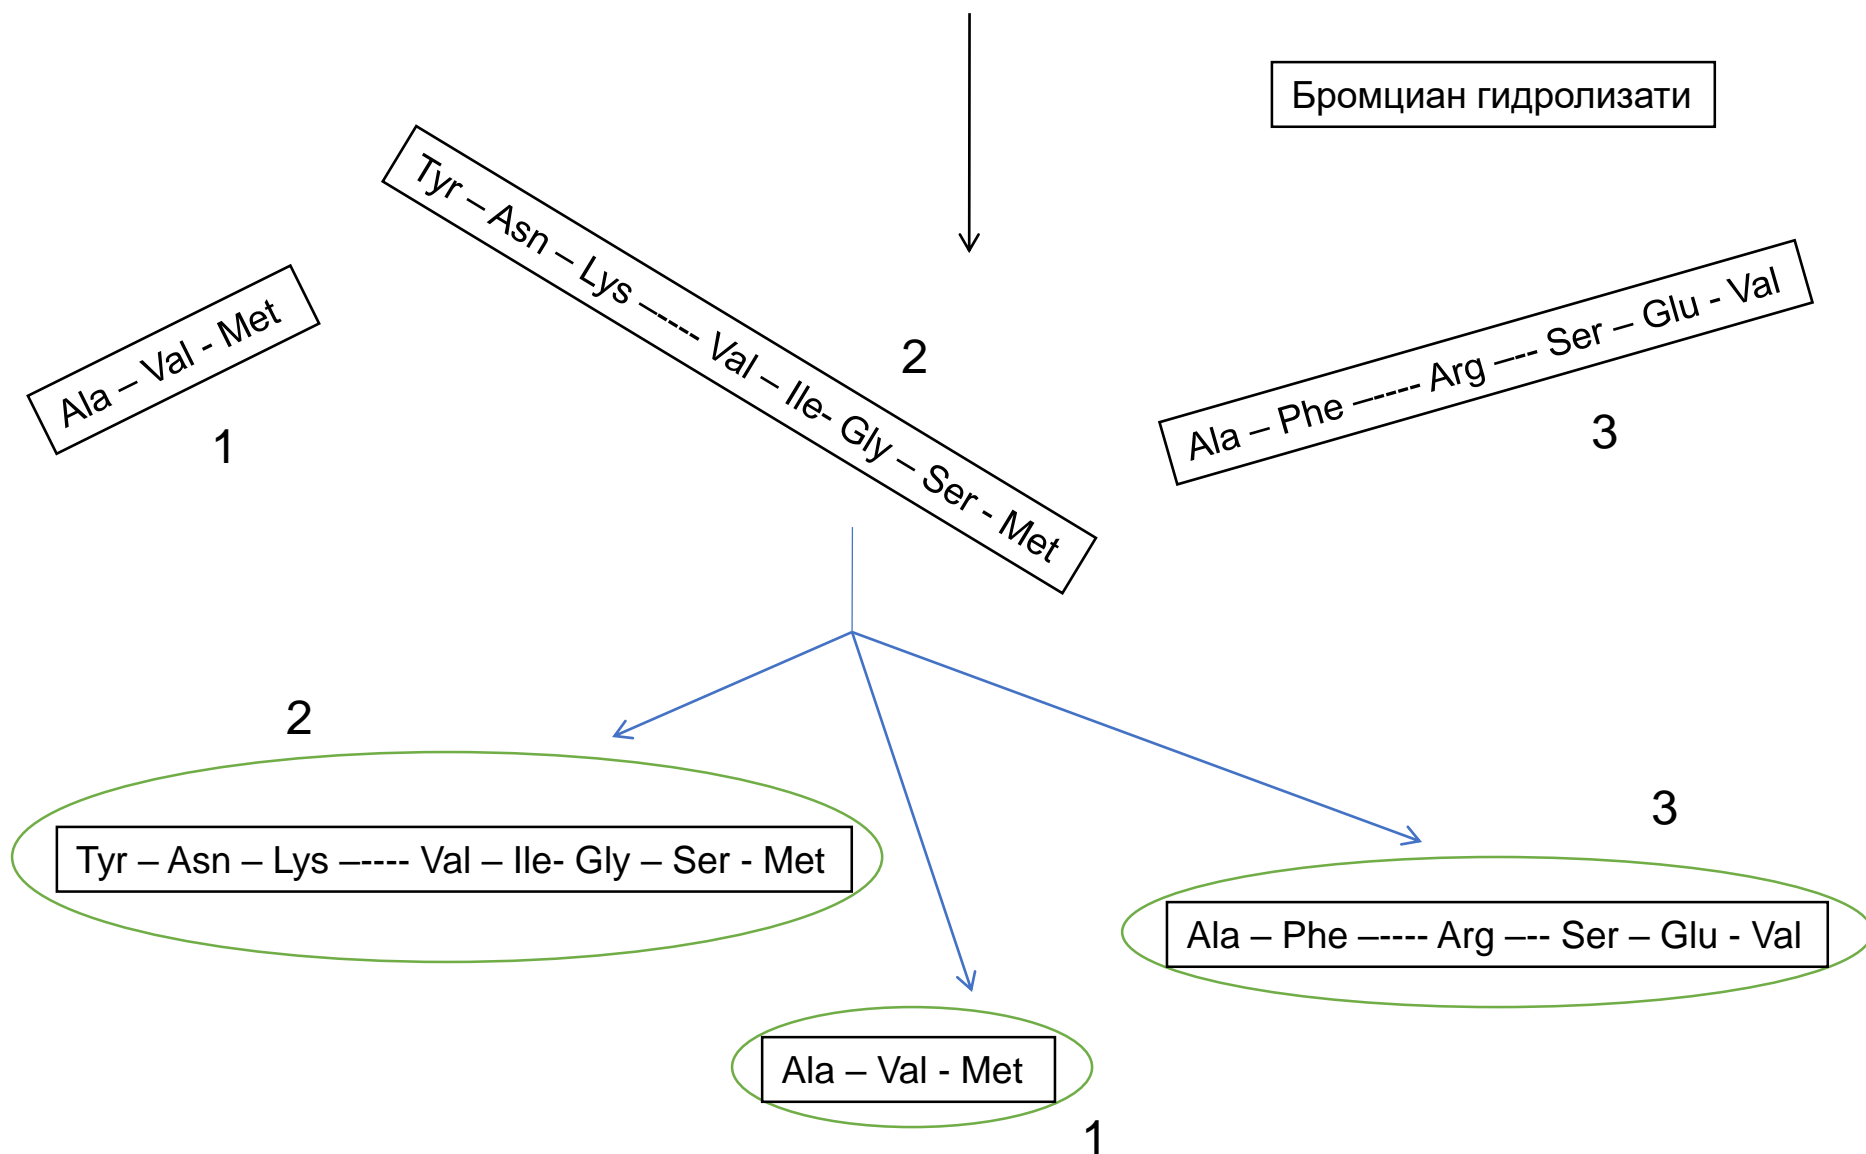 Бромциан гидролизати
Tyr – Asn – Lys –---- Val – Ile- Gly – Ser - Met
Ala – Val - Met
1
2
Ala – Phe –---- Arg –-- Ser – Glu - Val
3
2
Tyr – Asn – Lys –---- Val – Ile- Gly – Ser - Met
3
Ala – Phe –---- Arg –-- Ser – Glu - Val
Ala – Val - Met
1